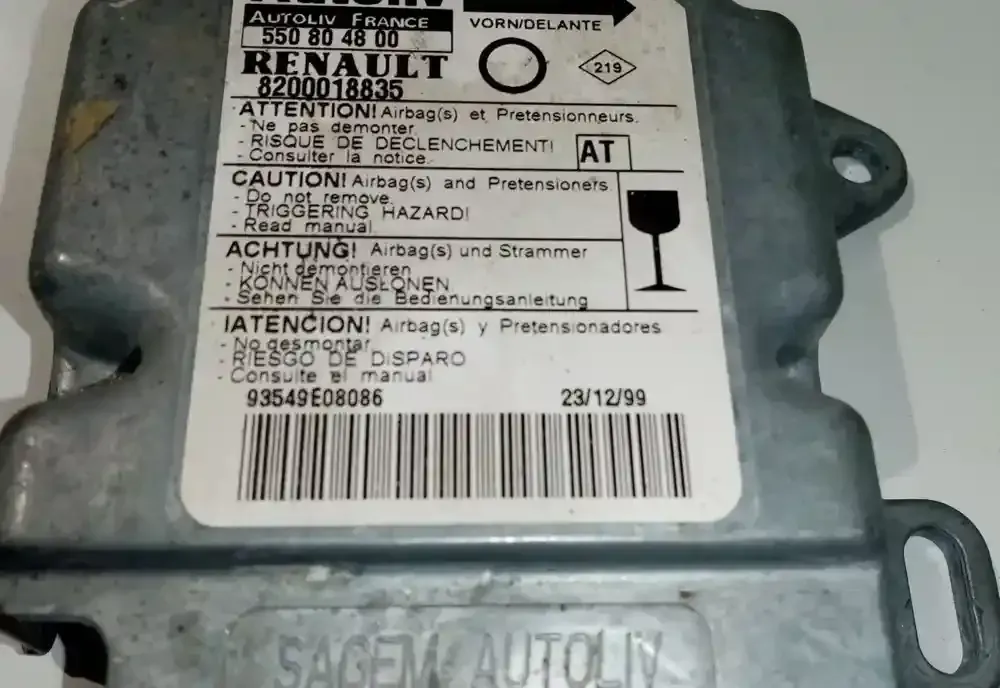 Autoliv
AUTOLIV FRANCE
VORN/DELANTE
550 80 48 00
RENAULT
219
8200018835
ATTENTION! Airbag(s) et Pretensionneurs.
- Ne pas demonter.
- RISQUE DE DECLENCHEMENT!
- Consulter la notice.
AT
CAUTION! Airbag(s) and Pretensioners.
- Do not remove.
- TRIGGERING HAZARD!
- Read manual.
ACHTUNG! Airbag(s) und Strammer
- Nicht demontieren
- KONNEN AUSLONEN
- Sehen Sie die Bedienungsanleitung
!ATENCION! Airbag(s) y Pretensionadores
- No desmontar
- RIESGO DE DISPARO
- Consulte el manual
93549E08086 23/12/99
SAGEM AUTOLIV